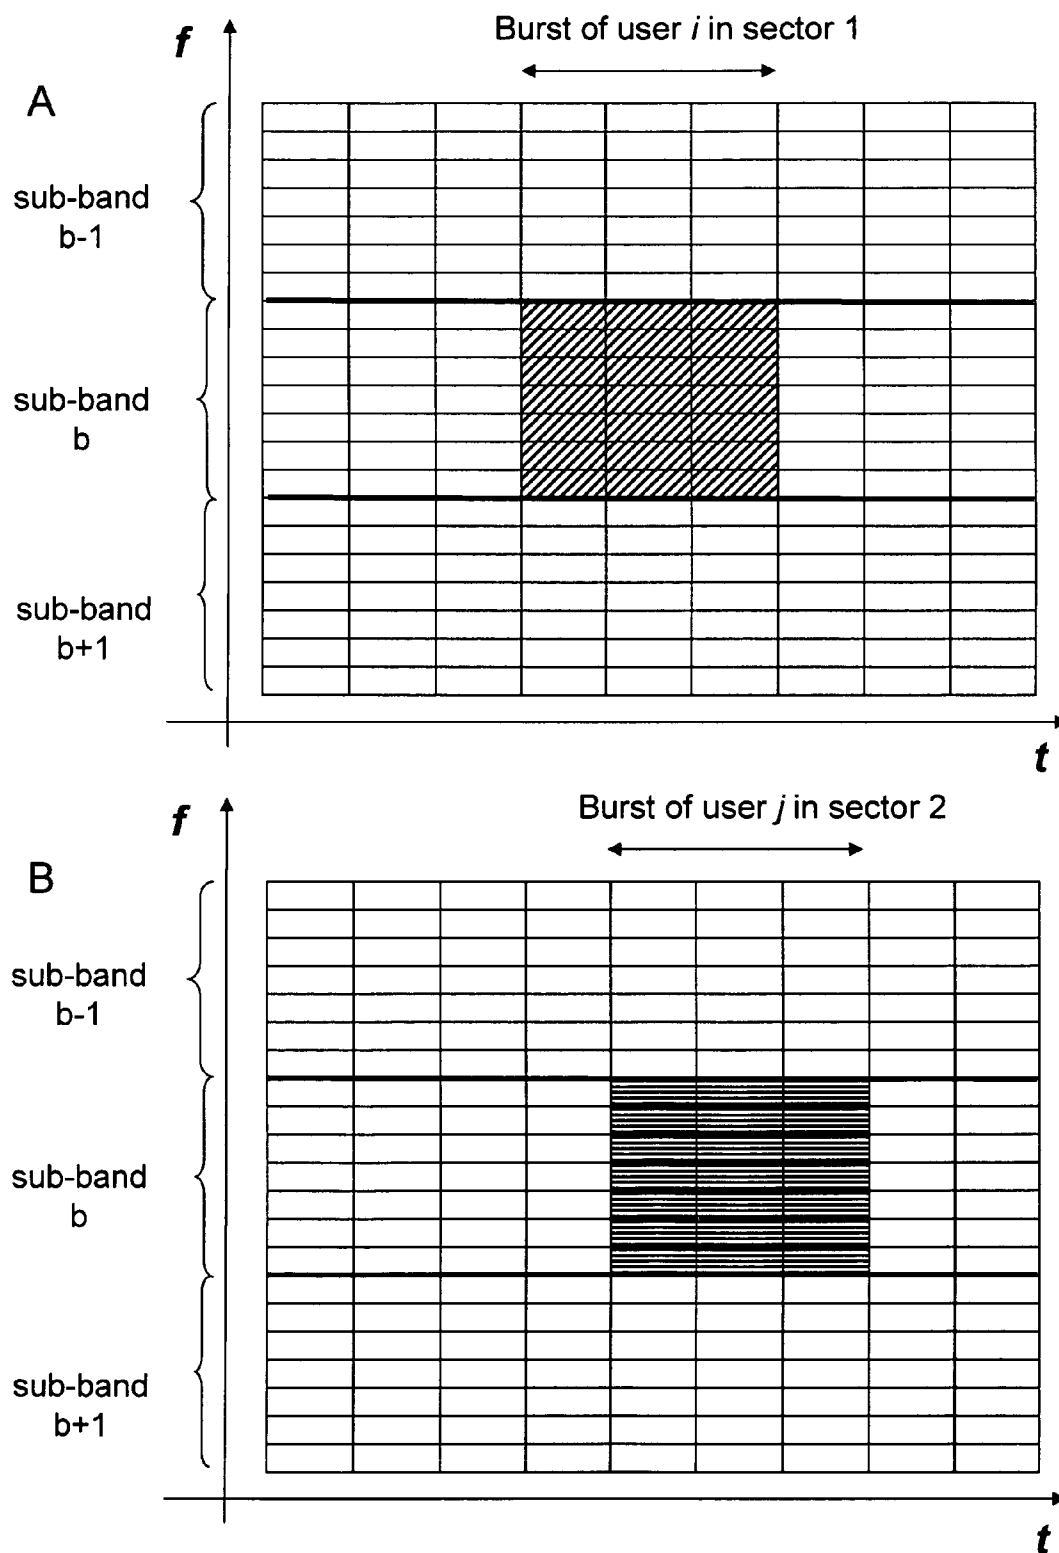 f
Burst of user i in sector 1
A
sub-band
b-1
sub-band
b
sub-band
b+1
t
f
Burst of user j in sector 2
B
sub-band
b-1
sub-band
b
sub-band
b+1
t